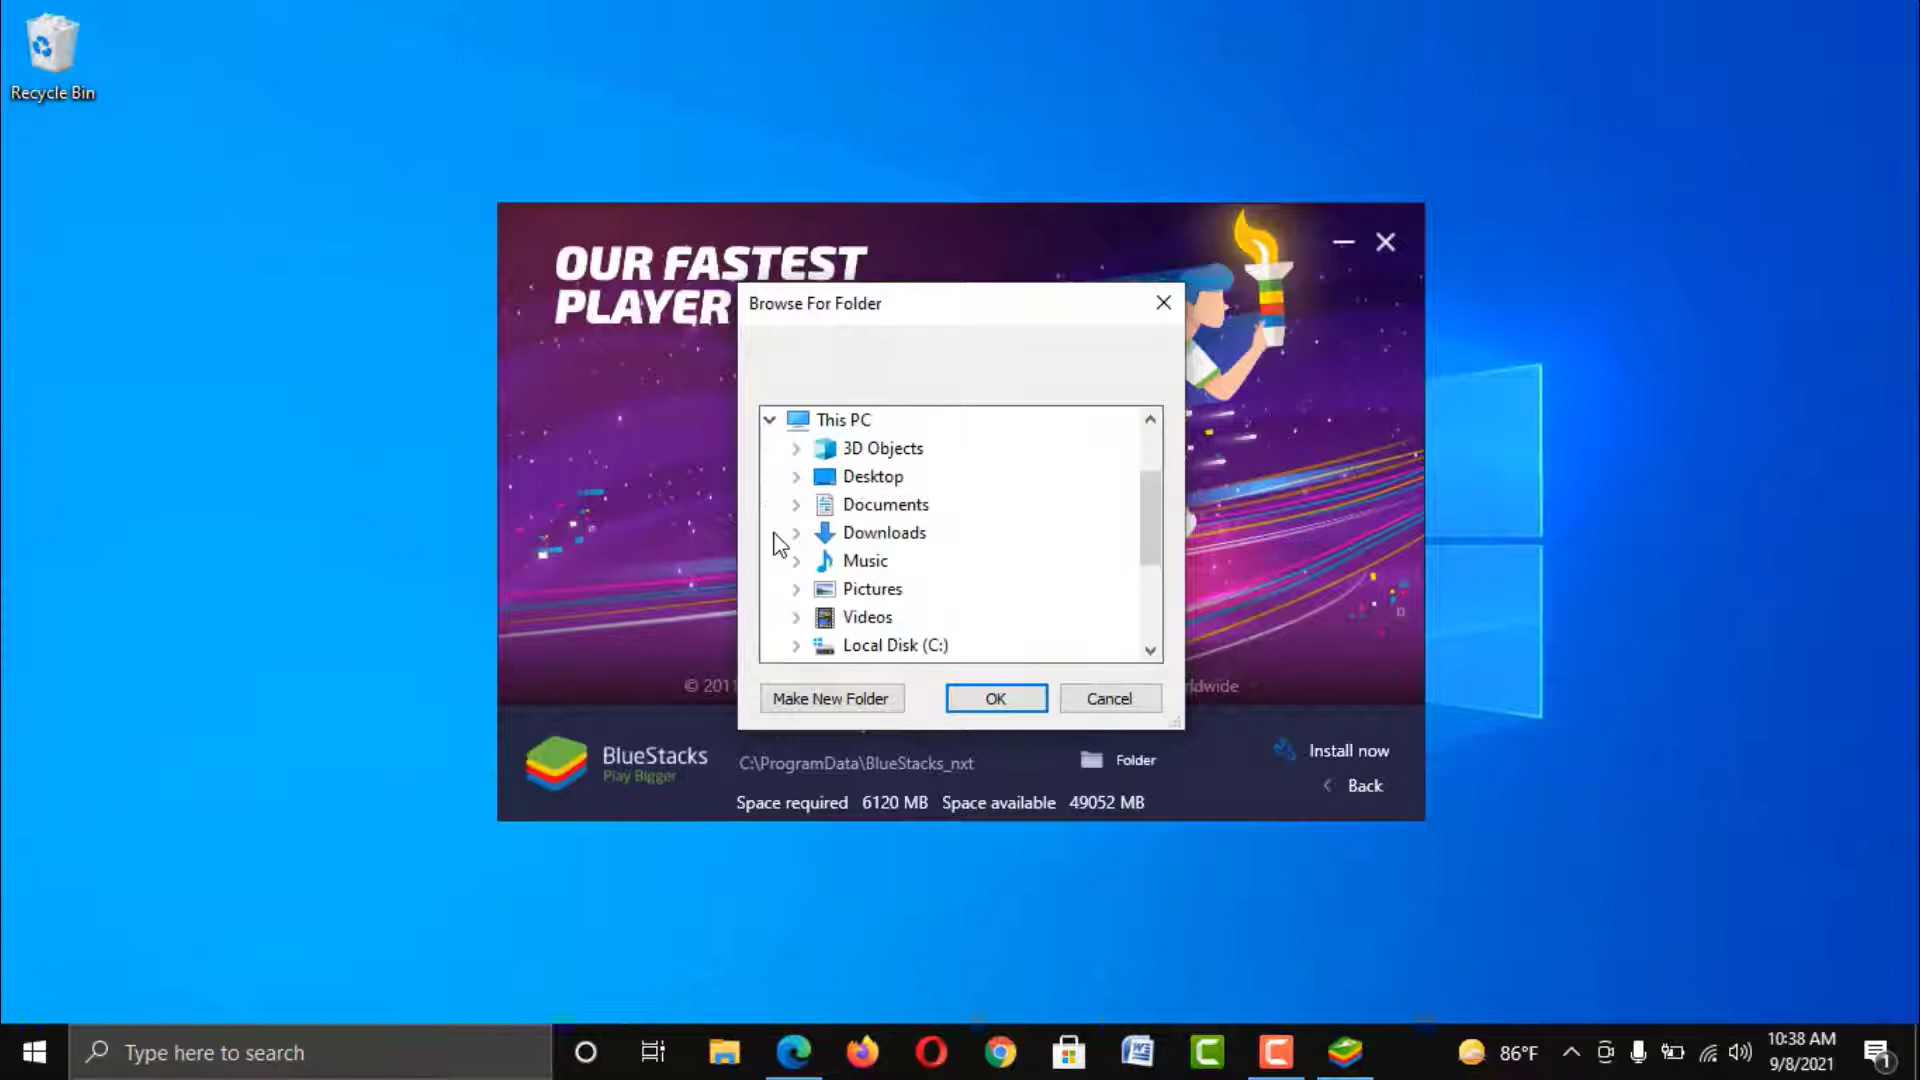 Recycle Bin
OUR FASTEST
PLAYER
Browse For Folder
This PC
3D Objects
Desktop
Documents
Downloads
Music
Pictures
Videos
Local Disk (C:)
© 2011
Make New Folder
OK
Cancel
BlueStacks
Play Bigger
C:\ProgramData\BlueStacks_nxt
Folder
Install now
Back
Space required 6120 MB Space available 49052 MB
Type here to search
86°F
10:38 AM
9/8/2021
1